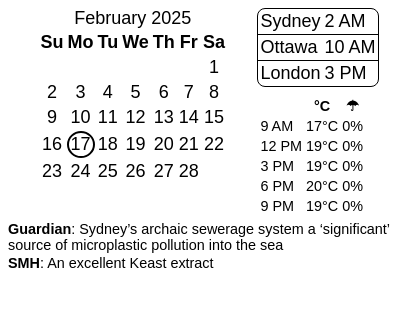 February 2025
Su Mo Tu We Th Fr Sa
1
2 3 4 5 6 7 8
9 10 11 12 13 14 15
16 17 18 19 20 21 22
23 24 25 26 27 28
Sydney 2 AM
Ottawa 10 AM
London 3 PM
°C ☂
9 AM 17°C 0%
12 PM 19°C 0%
3 PM 19°C 0%
6 PM 20°C 0%
9 PM 19°C 0%
Guardian: Sydney’s archaic sewerage system a ‘significant’
source of microplastic pollution into the sea
SMH: An excellent Keast extract